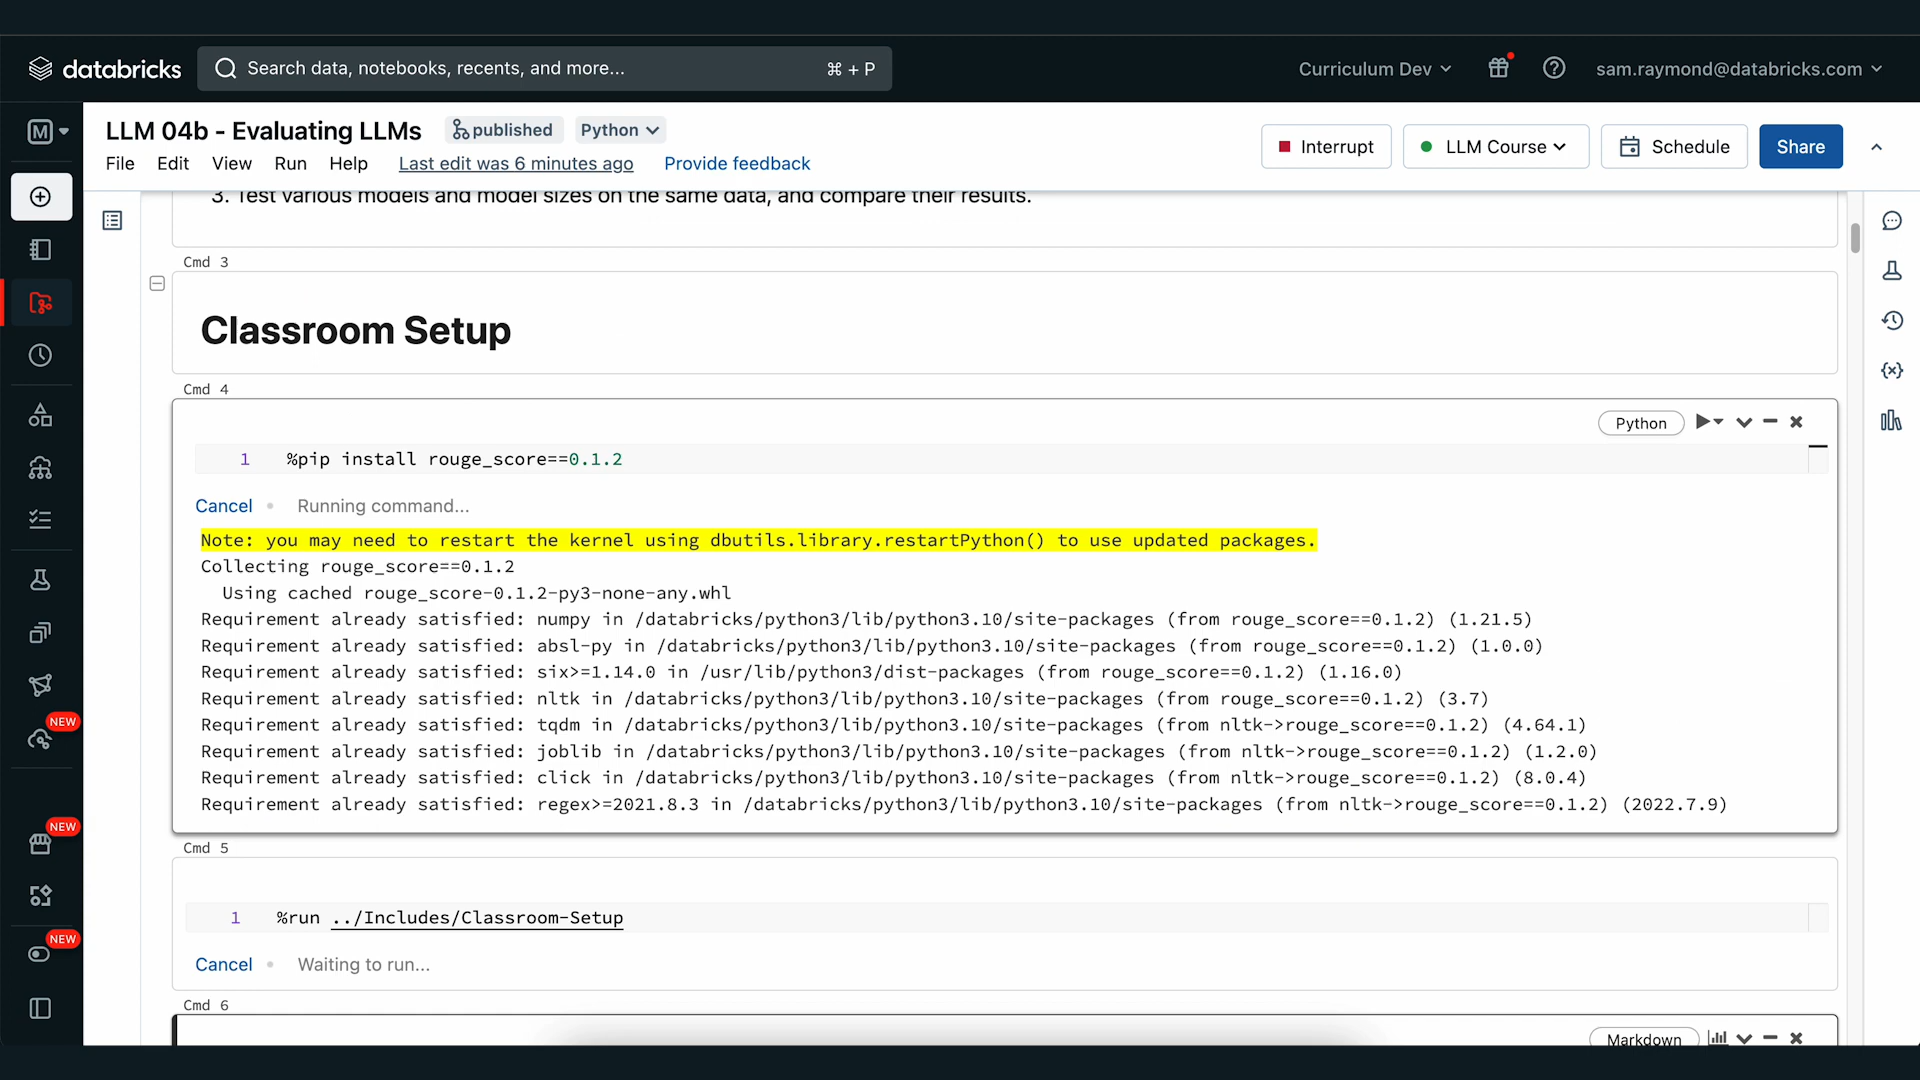 databricks
Search data, notebooks, recents, and more...
⌘ + P
Curriculum Dev
sam.raymond@databricks.com
M
LLM 04b - Evaluating LLMs
published
Python
File Edit View Run Help Last edit was 6 minutes ago Provide feedback
Interrupt
LLM Course
Schedule
Share
3. Test various models and model sizes on the same data, and compare their results.
Cmd 3
Classroom Setup
Cmd 4
Python
1 %pip install rouge_score==0.1.2
Cancel • Running command...
Note: you may need to restart the kernel using dbutils.library.restartPython() to use updated packages.
Collecting rouge_score==0.1.2
Using cached rouge_score-0.1.2-py3-none-any.whl
Requirement already satisfied: numpy in /databricks/python3/lib/python3.10/site-packages (from rouge_score==0.1.2) (1.21.5)
Requirement already satisfied: absl-py in /databricks/python3/lib/python3.10/site-packages (from rouge_score==0.1.2) (1.0.0)
Requirement already satisfied: six>=1.14.0 in /usr/lib/python3/dist-packages (from rouge_score==0.1.2) (1.16.0)
Requirement already satisfied: nltk in /databricks/python3/lib/python3.10/site-packages (from rouge_score==0.1.2) (3.7)
Requirement already satisfied: tqdm in /databricks/python3/lib/python3.10/site-packages (from nltk->rouge_score==0.1.2) (4.64.1)
Requirement already satisfied: joblib in /databricks/python3/lib/python3.10/site-packages (from nltk->rouge_score==0.1.2) (1.2.0)
Requirement already satisfied: click in /databricks/python3/lib/python3.10/site-packages (from nltk->rouge_score==0.1.2) (8.0.4)
Requirement already satisfied: regex>=2021.8.3 in /databricks/python3/lib/python3.10/site-packages (from nltk->rouge_score==0.1.2) (2022.7.9)
Cmd 5
1 %run ../Includes/Classroom-Setup
Cancel • Waiting to run...
Cmd 6
Markdown
NEW
NEW
NEW